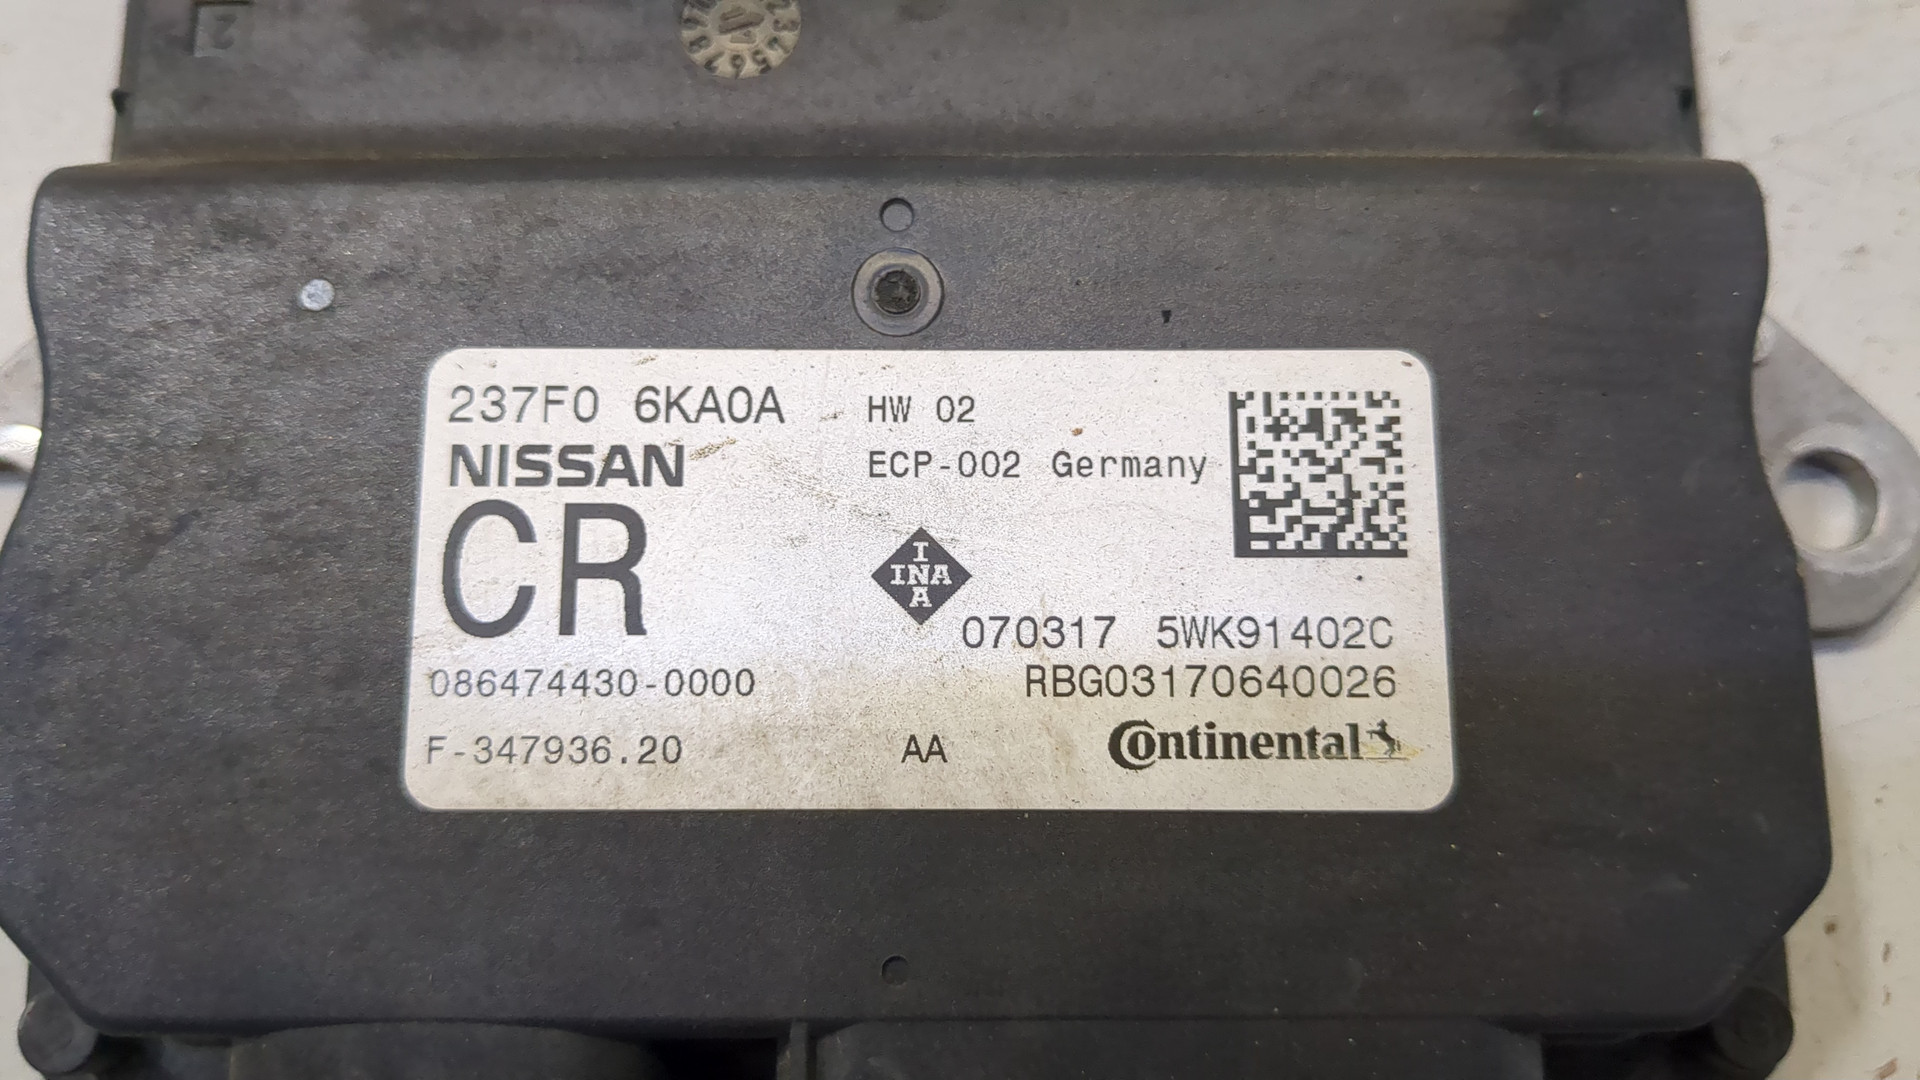 2
237F0 6KA0A HW 02
NISSAN ECP-002 Germany
CR
INA
070317 5WK91402C
086474430-0000 RBG03170640026
F-347936.20 AA Continental